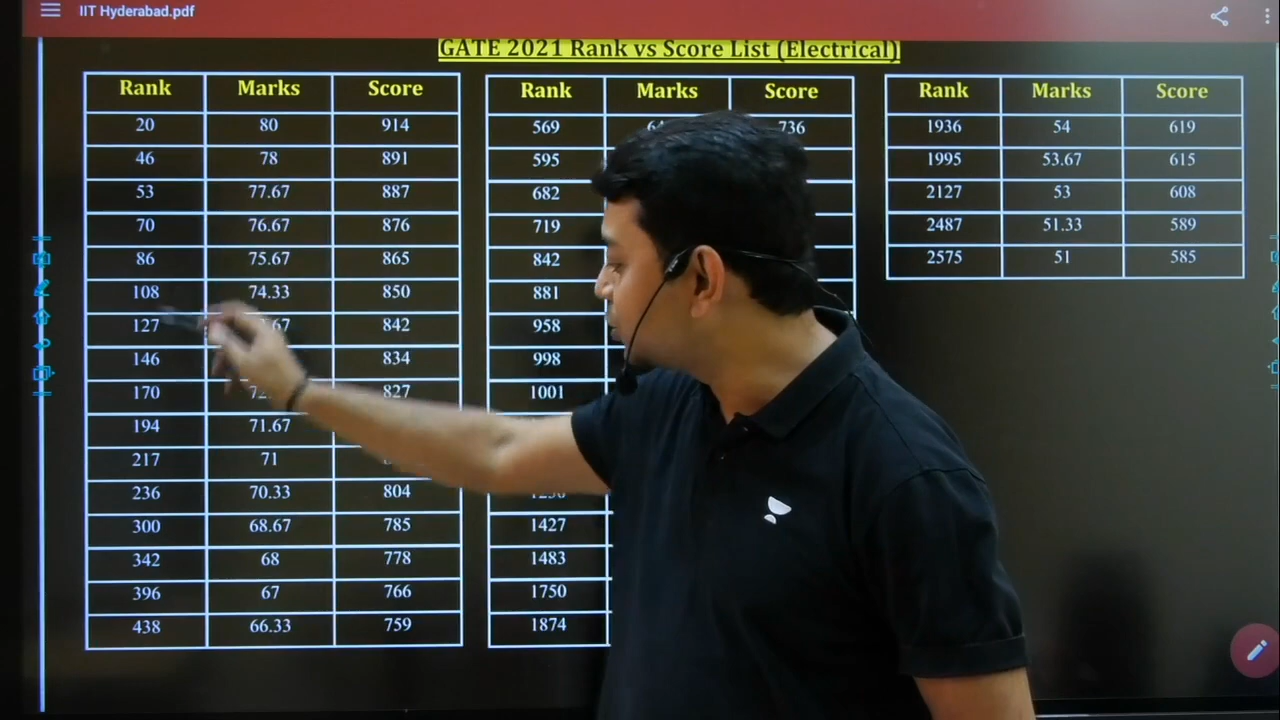 IIT Hyderabad.pdf
GATE 2021 Rank vs Score List (Electrical)
Rank Marks Score
20 80 914
46 78 891
53 77.67 887
70 76.67 876
86 75.67 865
108 74.33 850
127 842
146 834
170 827
194 71.67
217 71
236 70.33 804
300 68.67 785
342 68 778
396 67 766
438 66.33 759
Rank Marks Score
569 736
595
682
719
842
881
958
998
1001
1427
1483
1750
1874
Rank Marks Score
1936 54 619
1995 53.67 615
2127 53 608
2487 51.33 589
2575 51 585